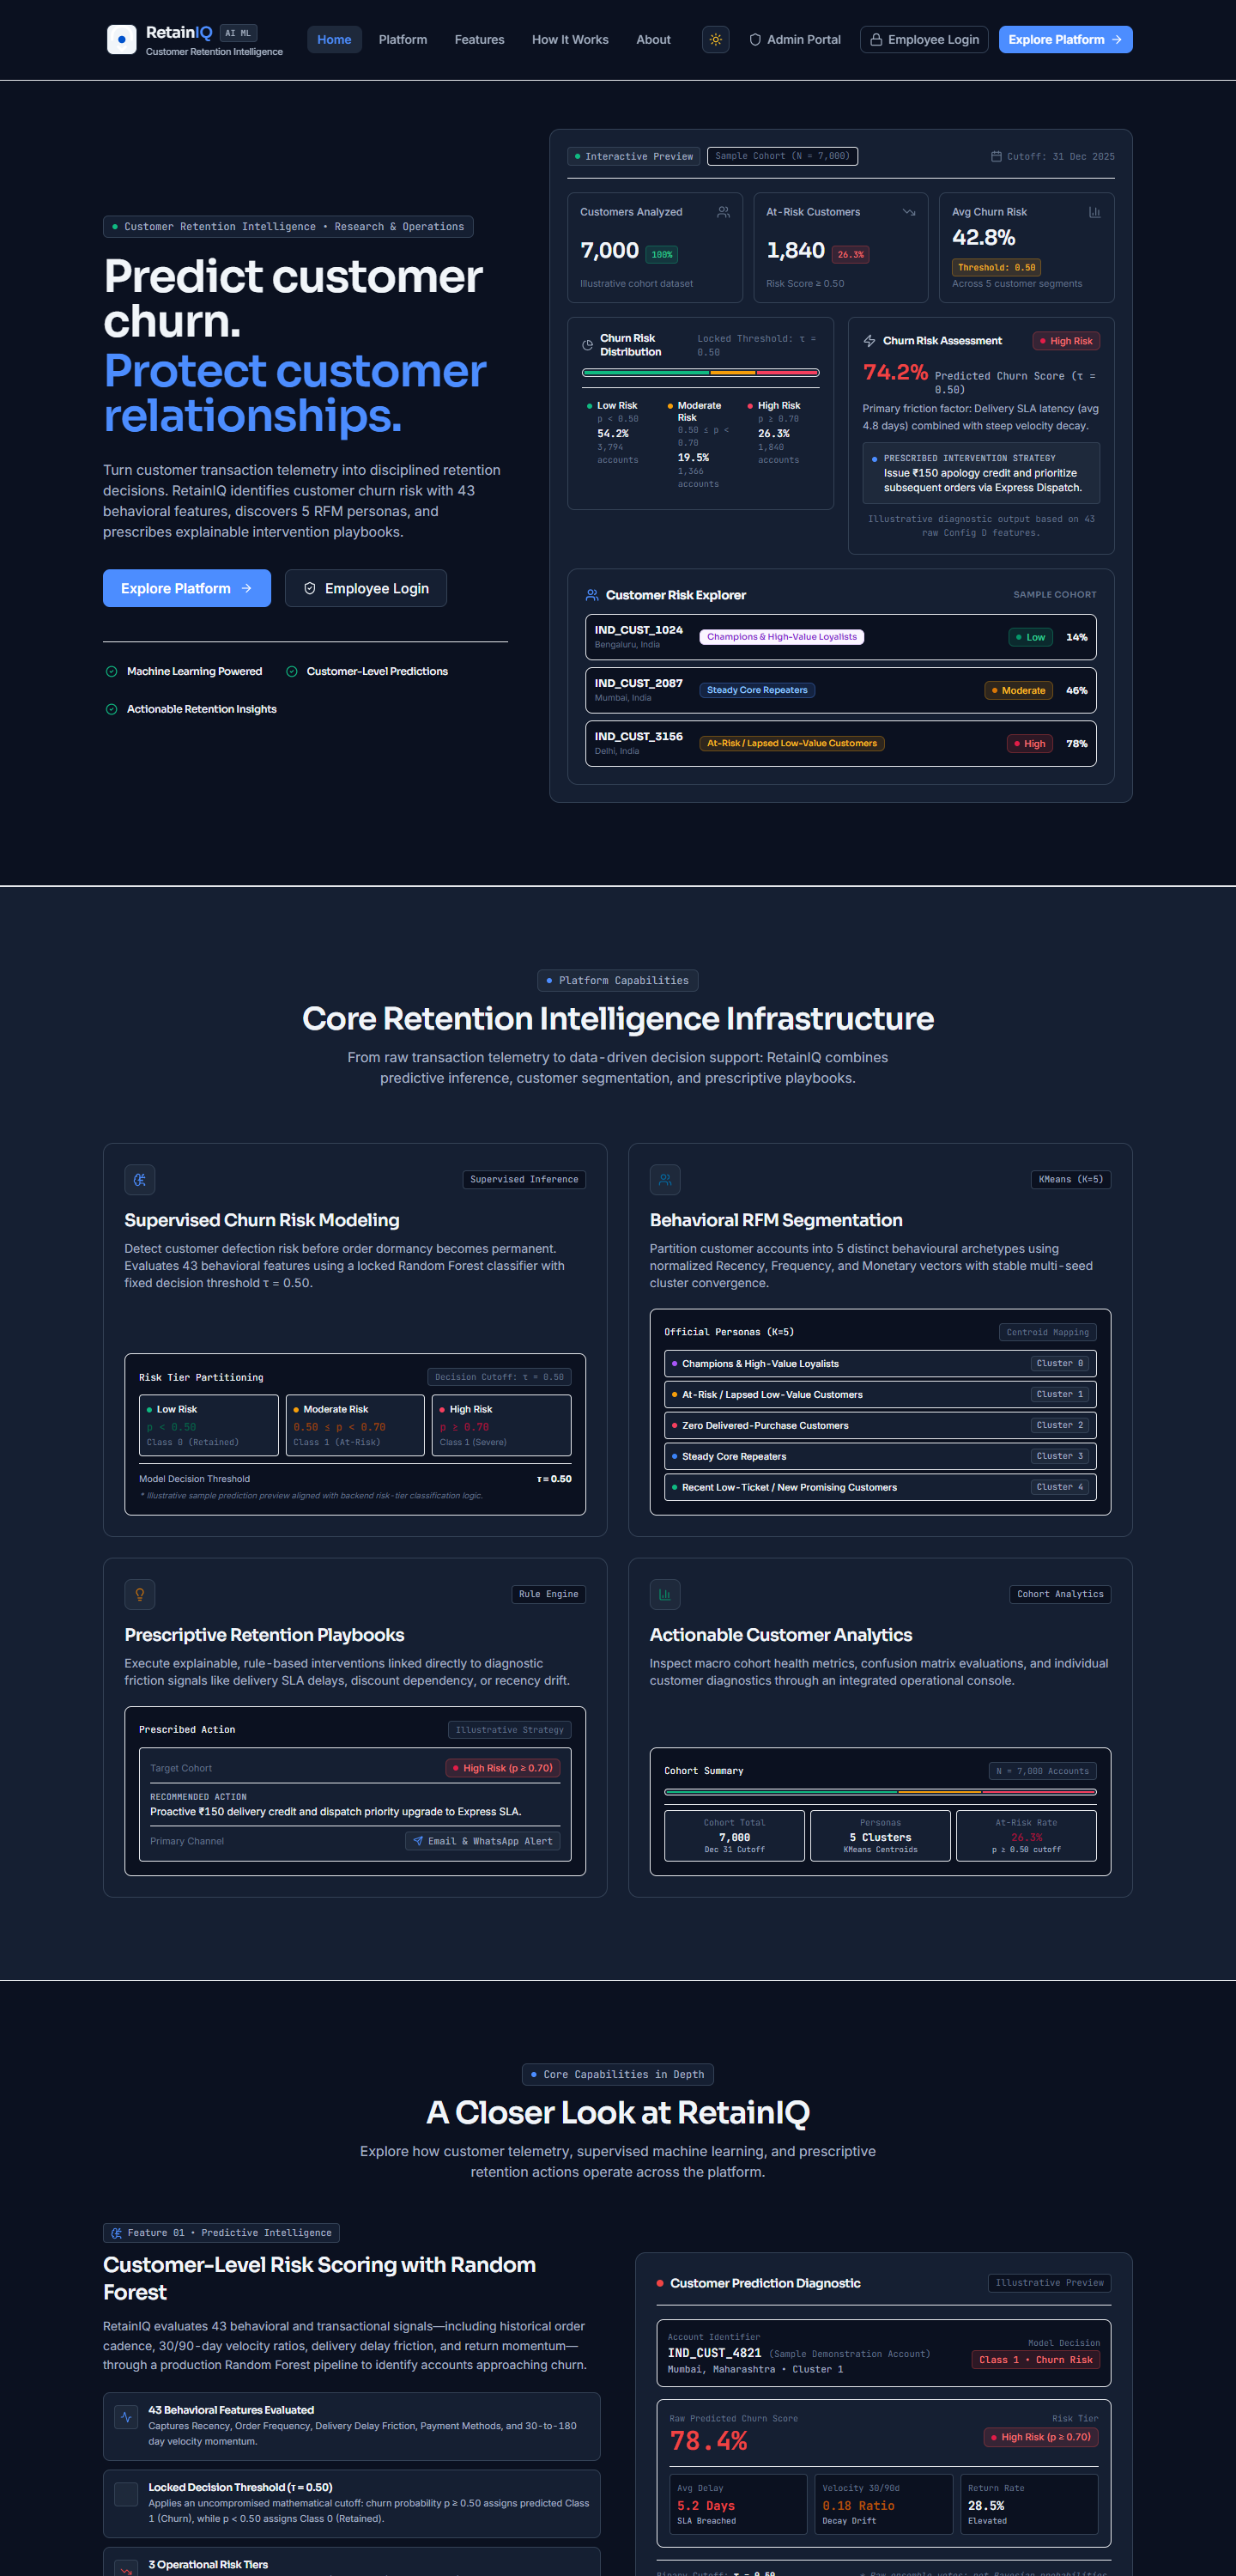 RetainIQ AI ML
Customer Retention Intelligence
Home
Platform
Features
How It Works
About
Admin Portal
Employee Login
Explore Platform
Customer Retention Intelligence • Research & Operations
Predict customer
churn.
Protect customer
relationships.
Turn customer transaction telemetry into disciplined retention
decisions. RetainIQ identifies customer churn risk with 43
behavioral features, discovers 5 RFM personas, and
prescribes explainable intervention playbooks.
Explore Platform
Employee Login
Machine Learning Powered
Customer-Level Predictions
Actionable Retention Insights
Interactive Preview
Sample Cohort (N = 7,000)
Cutoff: 31 Dec 2025
Customers Analyzed
7,000 100%
Illustrative cohort dataset
At-Risk Customers
1,840 26.3%
Risk Score ≥ 0.50
Avg Churn Risk
42.8%
Threshold: 0.50
Across 5 customer segments
Churn Risk
Distribution
Locked Threshold: τ =
0.50
Low Risk
p < 0.50
54.2%
3,794
accounts
Moderate
Risk
0.50 ≤ p <
0.70
19.5%
1,366
accounts
High Risk
p ≥ 0.70
26.3%
1,840
accounts
Churn Risk Assessment
High Risk
74.2% Predicted Churn Score (τ =
0.50)
Primary friction factor: Delivery SLA latency (avg
4.8 days) combined with steep velocity decay.
PRESCRIBED INTERVENTION STRATEGY
Issue ₹150 apology credit and prioritize
subsequent orders via Express Dispatch.
Illustrative diagnostic output based on 43
raw Config D features.
Customer Risk Explorer
SAMPLE COHORT
IND_CUST_1024
Bengaluru, India
Champions & High-Value Loyalists
Low
14%
IND_CUST_2087
Mumbai, India
Steady Core Repeaters
Moderate
46%
IND_CUST_3156
Delhi, India
At-Risk / Lapsed Low-Value Customers
High
78%
Platform Capabilities
Core Retention Intelligence Infrastructure
From raw transaction telemetry to data-driven decision support: RetainIQ combines
predictive inference, customer segmentation, and prescriptive playbooks.
Supervised Inference
Supervised Churn Risk Modeling
Detect customer defection risk before order dormancy becomes permanent.
Evaluates 43 behavioral features using a locked Random Forest classifier with
fixed decision threshold τ = 0.50.
Risk Tier Partitioning
Decision Cutoff: τ = 0.50
Low Risk
p < 0.50
Class 0 (Retained)
Moderate Risk
0.50 ≤ p < 0.70
Class 1 (At-Risk)
High Risk
p ≥ 0.70
Class 1 (Severe)
Model Decision Threshold
τ = 0.50
* Illustrative sample prediction preview aligned with backend risk-tier classification logic.
KMeans (K=5)
Behavioral RFM Segmentation
Partition customer accounts into 5 distinct behavioural archetypes using
normalized Recency, Frequency, and Monetary vectors with stable multi-seed
cluster convergence.
Official Personas (K=5)
Centroid Mapping
Champions & High-Value Loyalists
Cluster 0
At-Risk / Lapsed Low-Value Customers
Cluster 1
Zero Delivered-Purchase Customers
Cluster 2
Steady Core Repeaters
Cluster 3
Recent Low-Ticket / New Promising Customers
Cluster 4
Rule Engine
Prescriptive Retention Playbooks
Execute explainable, rule-based interventions linked directly to diagnostic
friction signals like delivery SLA delays, discount dependency, or recency drift.
Prescribed Action
Illustrative Strategy
Target Cohort
High Risk (p ≥ 0.70)
RECOMMENDED ACTION
Proactive ₹150 delivery credit and dispatch priority upgrade to Express SLA.
Primary Channel
Email & WhatsApp Alert
Cohort Analytics
Actionable Customer Analytics
Inspect macro cohort health metrics, confusion matrix evaluations, and individual
customer diagnostics through an integrated operational console.
Cohort Summary
N = 7,000 Accounts
Cohort Total
7,000
Dec 31 Cutoff
Personas
5 Clusters
KMeans Centroids
At-Risk Rate
26.3%
p ≥ 0.50 cutoff
Core Capabilities in Depth
A Closer Look at RetainIQ
Explore how customer telemetry, supervised machine learning, and prescriptive
retention actions operate across the platform.
Feature 01 • Predictive Intelligence
Customer-Level Risk Scoring with Random
Forest
RetainIQ evaluates 43 behavioral and transactional signals—including historical order
cadence, 30/90-day velocity ratios, delivery delay friction, and return momentum—
through a production Random Forest pipeline to identify accounts approaching churn.
43 Behavioral Features Evaluated
Captures Recency, Order Frequency, Delivery Delay Friction, Payment Methods, and 30-to-180
day velocity momentum.
Locked Decision Threshold (τ = 0.50)
Applies an uncompromised mathematical cutoff: churn probability p ≥ 0.50 assigns predicted Class
1 (Churn), while p < 0.50 assigns Class 0 (Retained).
3 Operational Risk Tiers
Customer Prediction Diagnostic
Illustrative Preview
Account Identifier
IND_CUST_4821 (Sample Demonstration Account)
Mumbai, Maharashtra • Cluster 1
Model Decision
Class 1 • Churn Risk
Raw Predicted Churn Score
78.4%
Risk Tier
High Risk (p ≥ 0.70)
Avg Delay
5.2 Days
SLA Breached
Velocity 30/90d
0.18 Ratio
Decay Drift
Return Rate
28.5%
Elevated